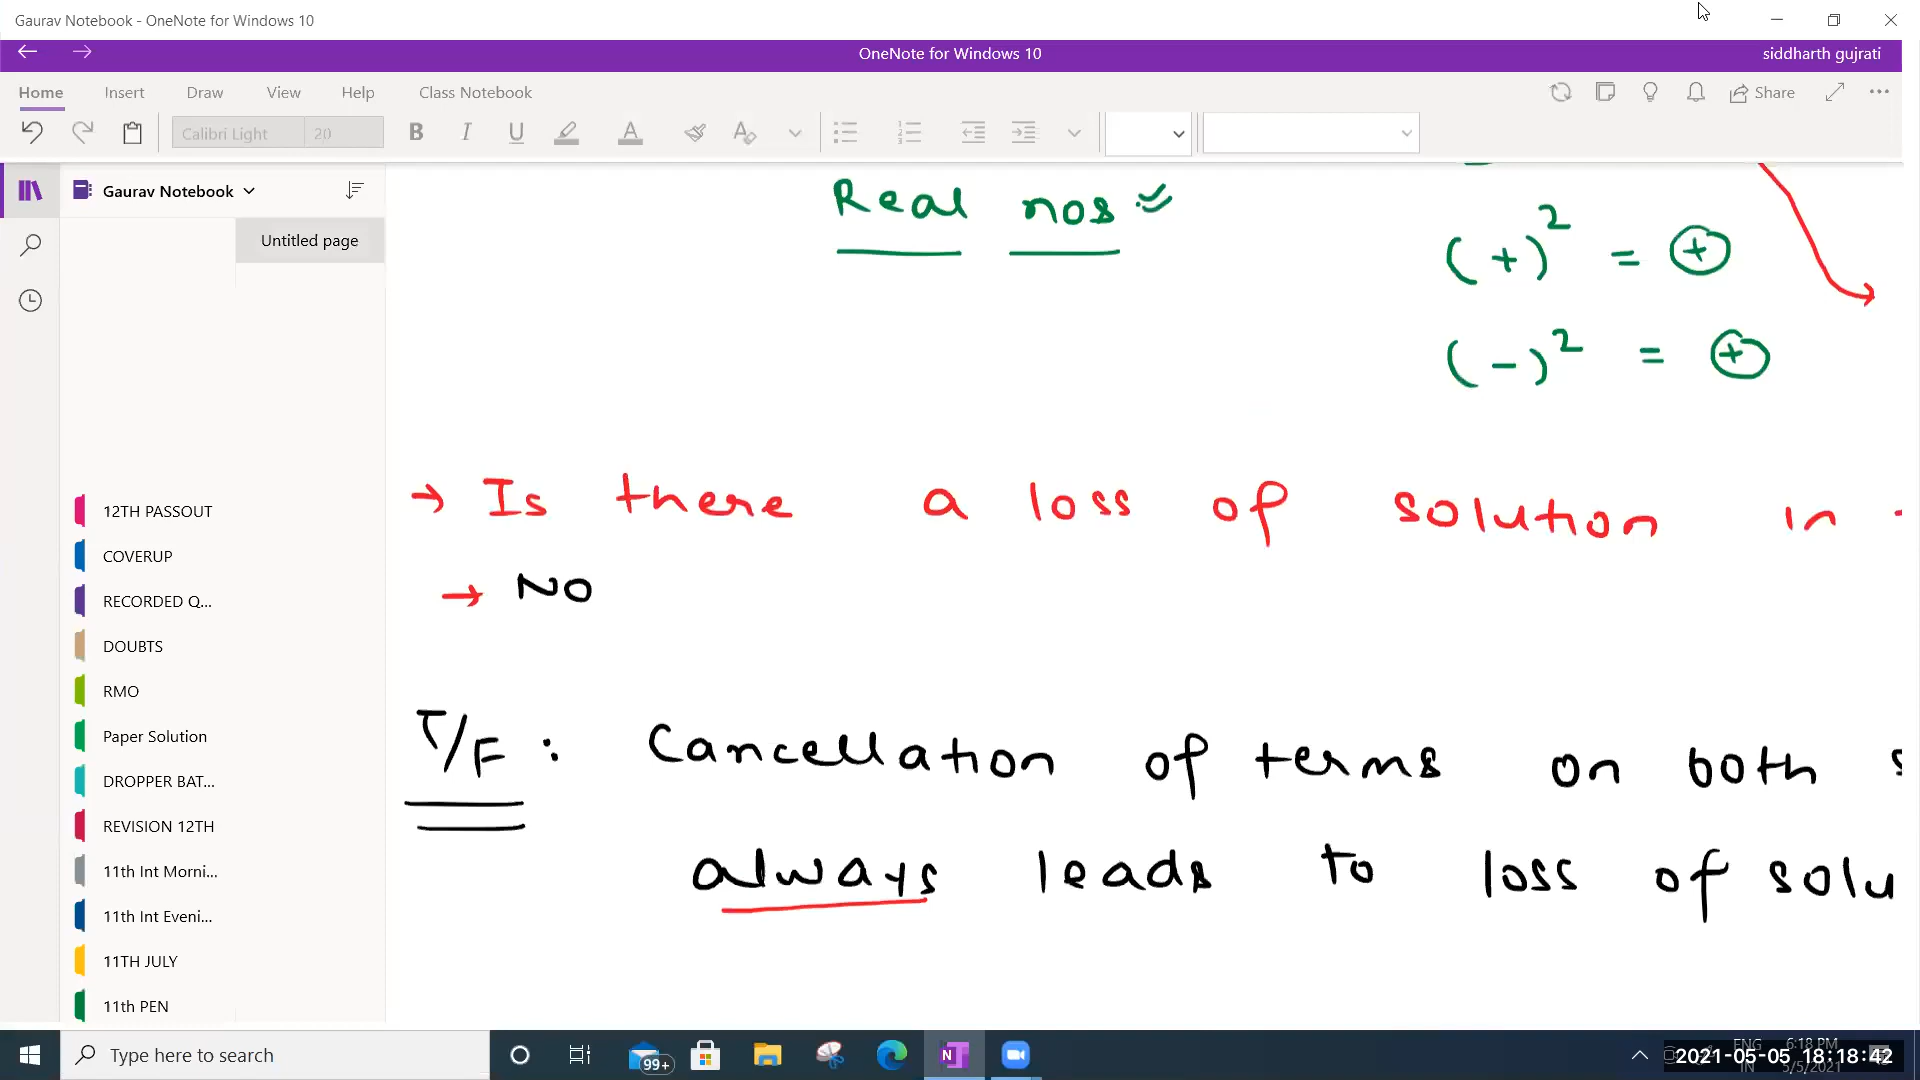 Gaurav Notebook - OneNote for Windows 10
OneNote for Windows 10
siddharth gujrati
Home Insert Draw View Help Class Notebook
Share
Calibri Light 20
B I U
Gaurav Notebook
Untitled page
12TH PASSOUT
COVERUP
RECORDED Q...
DOUBTS
RMO
Paper Solution
DROPPER BAT...
REVISION 12TH
11th Int Morni...
11th Int Eveni...
11TH JULY
11th PEN
Real nos
(+)² = ⊕
(-)² = ⊕
→ Is there a loss of solution in
→ NO
T/F : Cancellation of terms on both s
always leads to loss of solu
Type here to search
99+
ENG
IN
6:18 PM
5/5/2021
2021-05-05 18:18:42